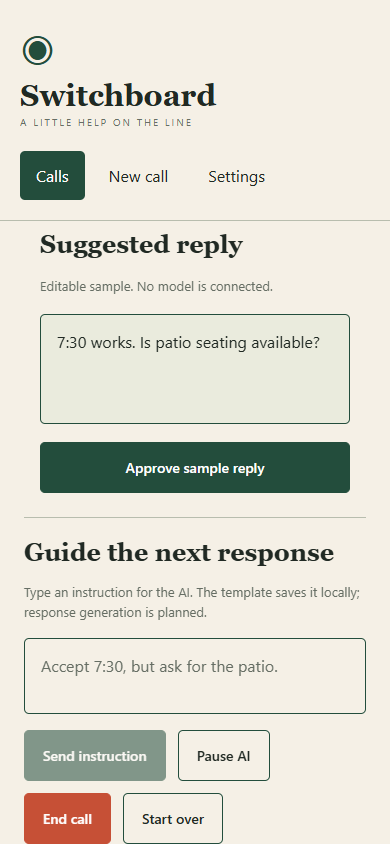 Switchboard
A LITTLE HELP ON THE LINE
Calls New call Settings
Suggested reply
Editable sample. No model is connected.
7:30 works. Is patio seating available?
Approve sample reply
Guide the next response
Type an instruction for the AI. The template saves it locally;
response generation is planned.
Accept 7:30, but ask for the patio.
Send instruction Pause AI
End call Start over